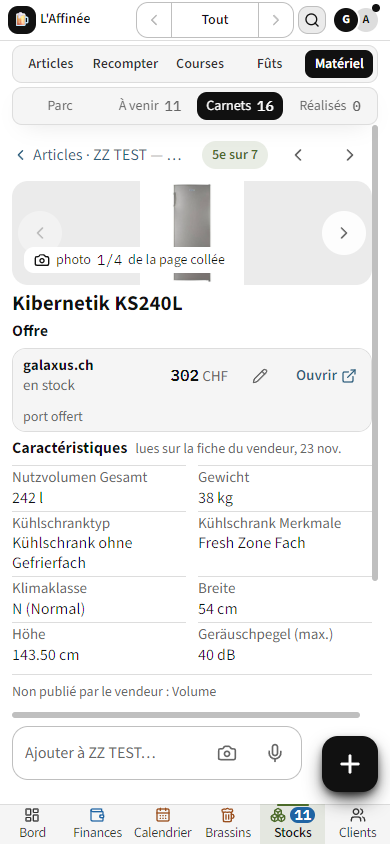 L'Affinée
Tout
G
A
Articles
Recompter
Courses
Fûts
Matériel
Parc
À venir 11
Carnets 16
Réalisés 0
Articles · ZZ TEST — …
5e sur 7
photo 1/4 de la page collée
Kibernetik KS240L
Offre
galaxus.ch
en stock
302 CHF
Ouvrir
port offert
Caractéristiques lues sur la fiche du vendeur, 23 nov.
Nutzvolumen Gesamt
242 l
Gewicht
38 kg
Kühlschranktyp
Kühlschrank ohne
Gefrierfach
Kühlschrank Merkmale
Fresh Zone Fach
Klimaklasse
N (Normal)
Breite
54 cm
Höhe
143.50 cm
Geräuschpegel (max.)
40 dB
Non publié par le vendeur : Volume
Ajouter à ZZ TEST…
11
Bord
Finances
Calendrier
Brassins
Stocks
Clients